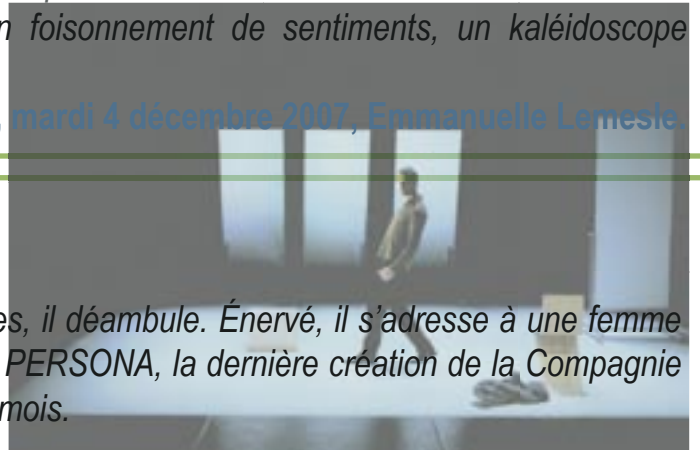 n foisonnement de sentiments, un kaléidoscope
, mardi 4 décembre 2007, Emmanuelle Lemesle.
es, il déambule. Énervé, il s’adresse à une femme
PERSONA, la dernière création de la Compagnie
mois.